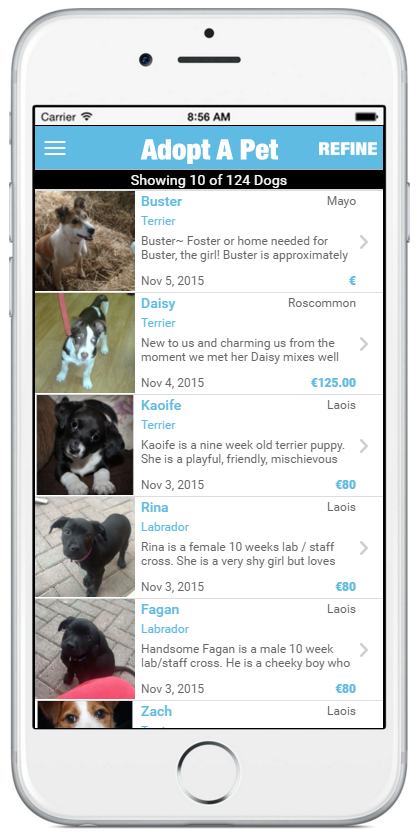 Carrier 8:56 AM
Adopt A Pet REFINE
Showing 10 of 124 Dogs
Buster Mayo
Terrier
Buster~ Foster or home needed for
Buster, the girl! Buster is approximately
Nov 5, 2015 €
Daisy Roscommon
Terrier
New to us and charming us from the
moment we met her Daisy mixes well
Nov 4, 2015 €125.00
Kaoife Laois
Terrier
Kaoife is a nine week old terrier puppy.
She is a playful, friendly, mischievous
Nov 3, 2015 €80
Rina Laois
Labrador
Rina is a female 10 weeks lab / staff
cross. She is a very shy girl but loves
Nov 3, 2015 €80
Fagan Laois
Labrador
Handsome Fagan is a male 10 week
lab/staff cross. He is a cheeky boy who
Nov 3, 2015 €80
Zach Laois